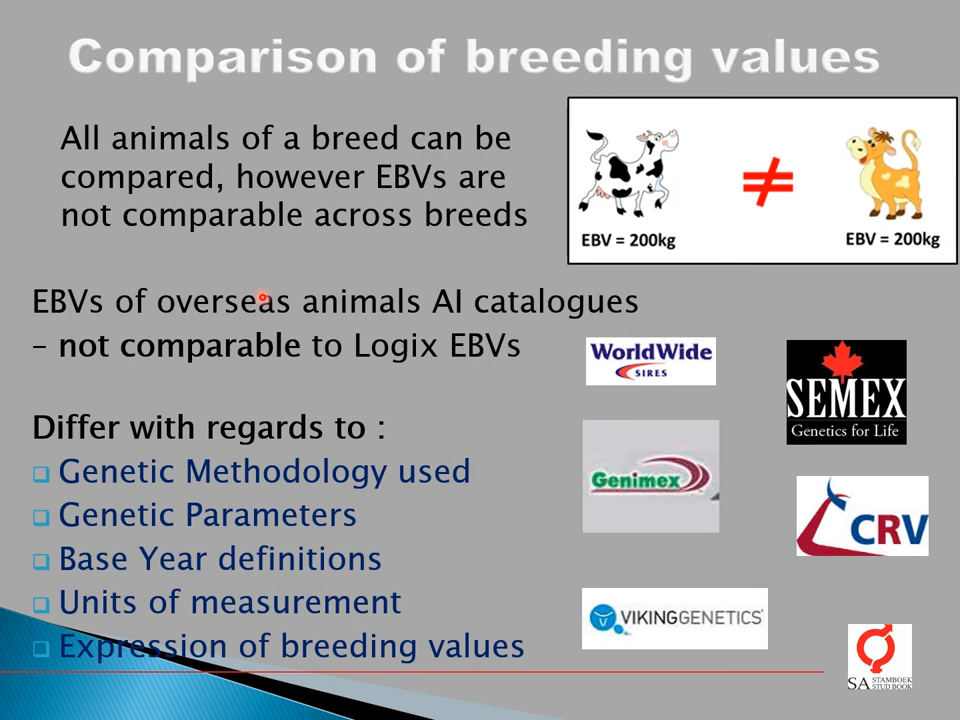 Comparison of breeding values
All animals of a breed can be
compared, however EBVs are
not comparable across breeds
≠
EBV = 200kg
EBV = 200kg
EBVs of overseas animals AI catalogues
– not comparable to Logix EBVs
WorldWide
SIRES
SEMEX
Genetics for Life
Differ with regards to :
Genetic Methodology used
Genimex
Genetic Parameters
CRV
Base Year definitions
Units of measurement
VIKINGGENETICS
Expression of breeding values
SA STAMBOEK
STUD BOOK